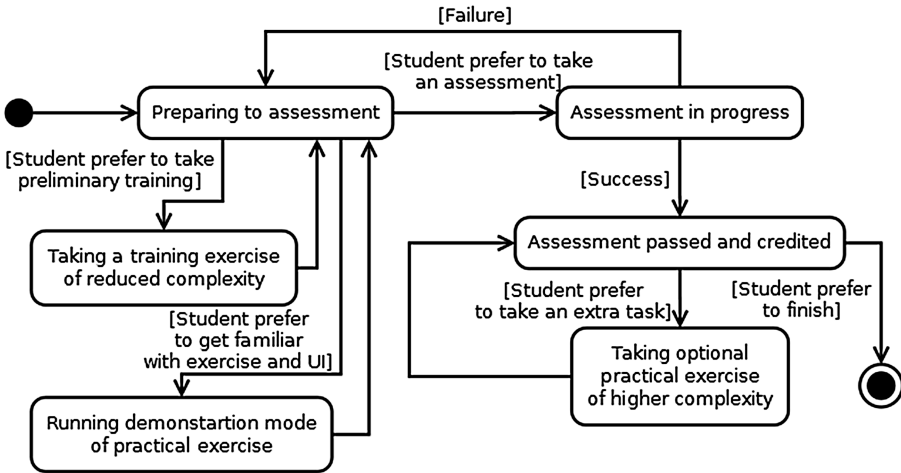 [Failure]
[Student prefer to take
an assessment]
Preparing to assessment
Assessment in progress
[Student prefer to take
preliminary training]
[Success]
Taking a training exercise
of reduced complexity
Assessment passed and credited
[Student prefer
to take an extra task]
[Student prefer
to finish]
[Student prefer
to get familiar
with exercise and UI]
Taking optional
practical exercise
of higher complexity
Running demonstartion mode
of practical exercise